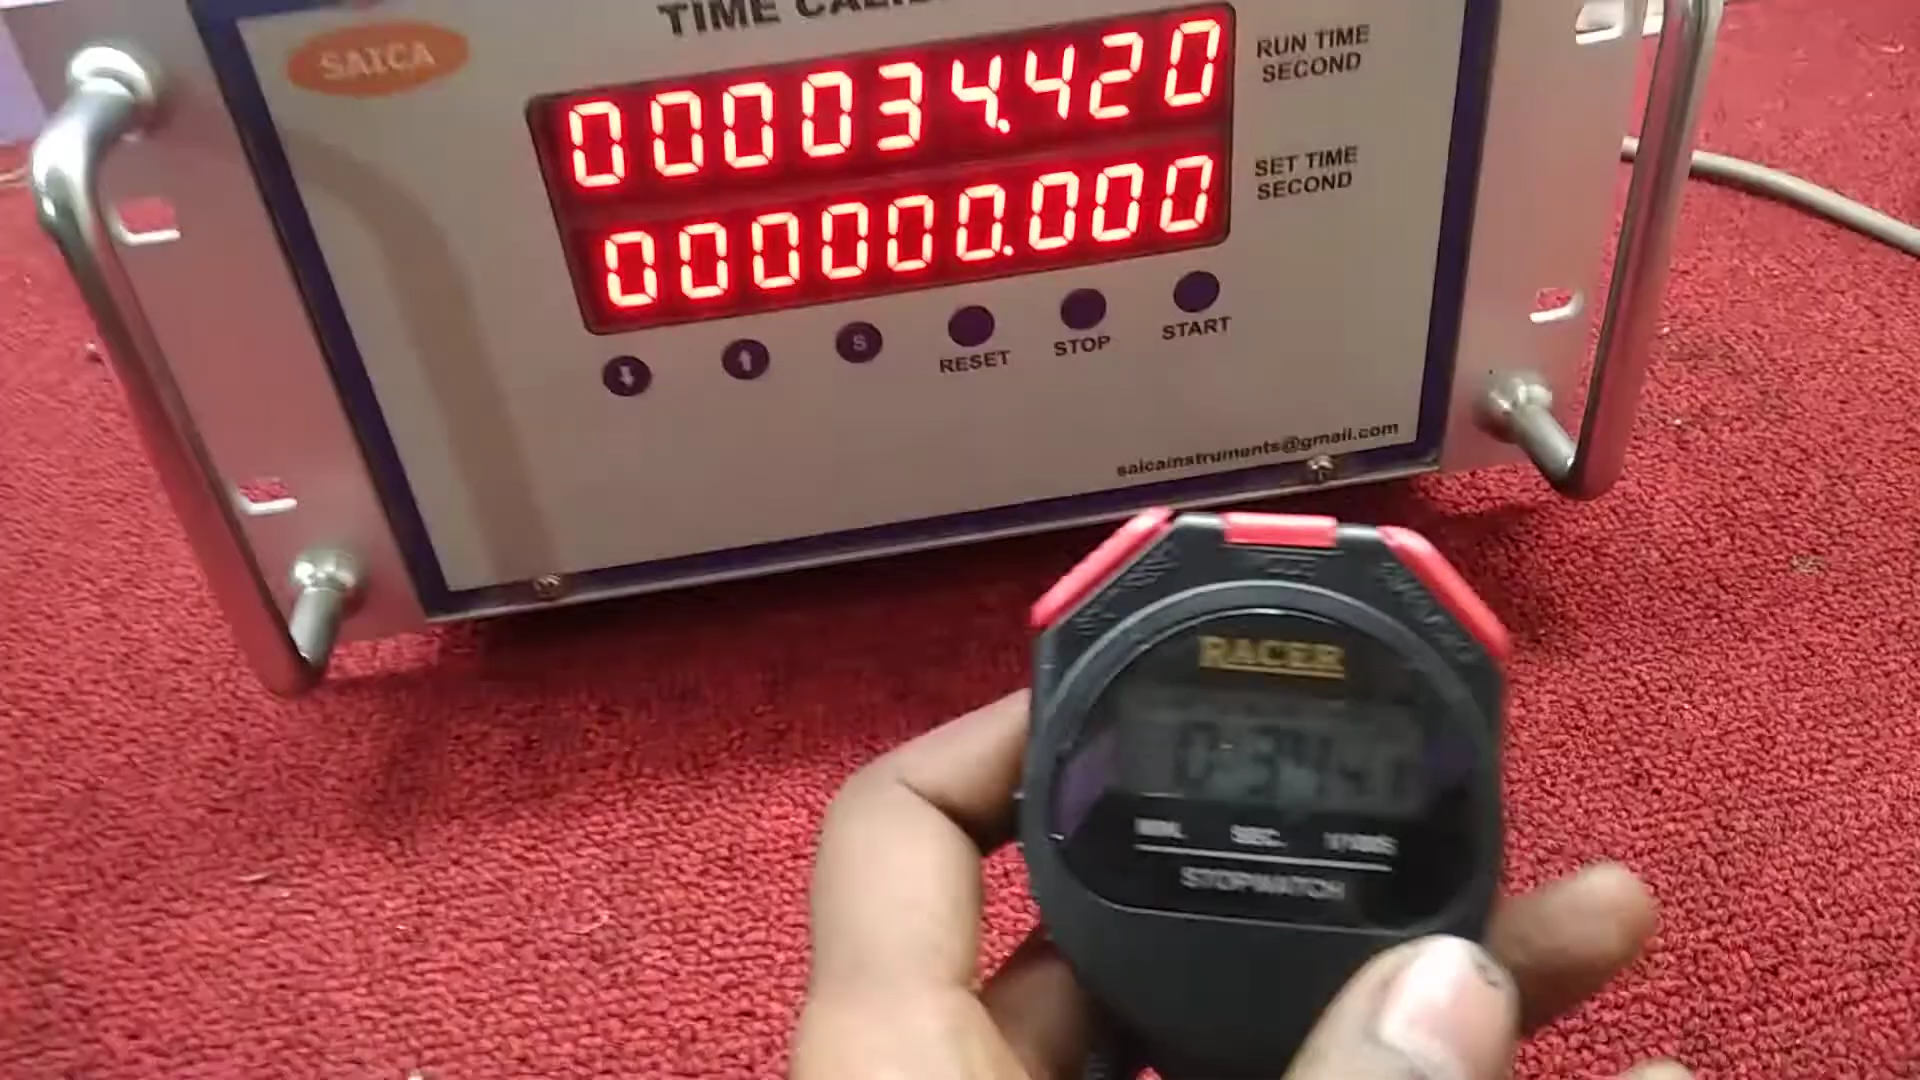 SAICA
TIME CALIB
000034.420
RUN TIME
SECOND
000000.000
SET TIME
SECOND
S
RESET
STOP
START
saicainstruments@gmail.com
RACER
MIN. SEC. 1/100S
STOPWATCH